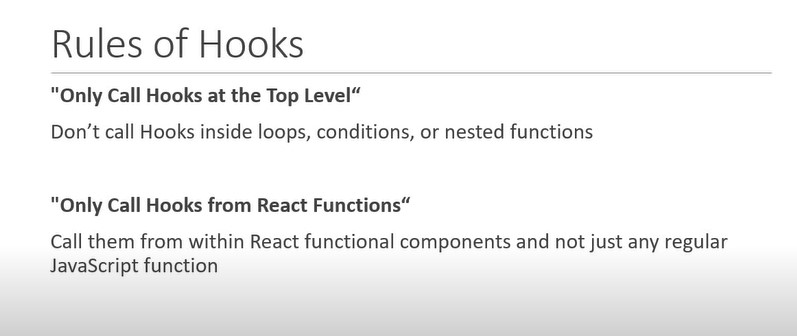 Rules of Hooks
"Only Call Hooks at the Top Level“
Don’t call Hooks inside loops, conditions, or nested functions
"Only Call Hooks from React Functions“
Call them from within React functional components and not just any regular
JavaScript function